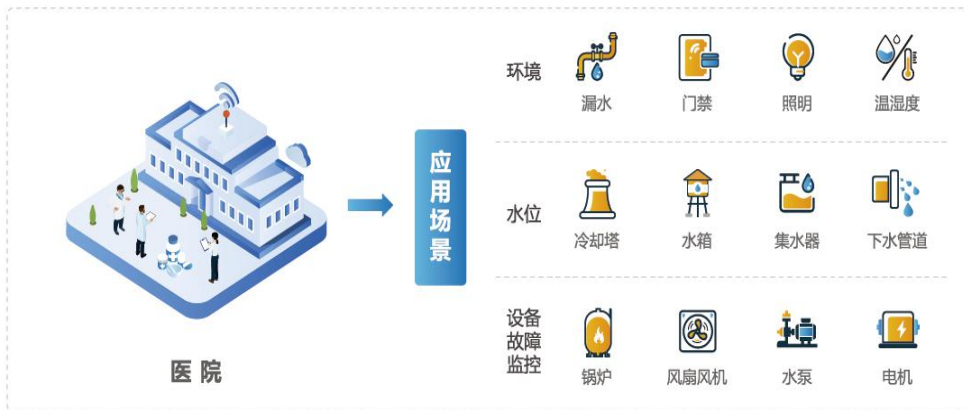 医院
应用场景
环境
漏水
门禁
照明
温湿度
水位
冷却塔
水箱
集水器
下水管道
设备
故障
监控
锅炉
风扇风机
水泵
电机